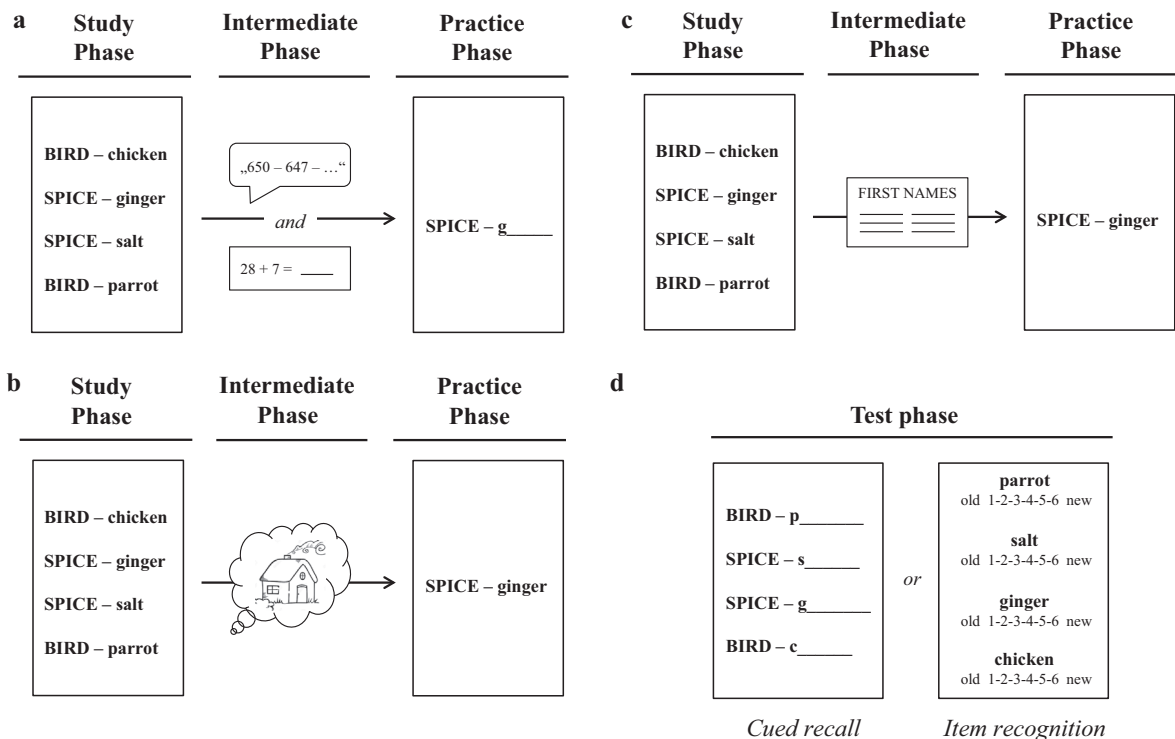 a
Study
Phase
Intermediate
Phase
Practice
Phase
BIRD – chicken
SPICE – ginger
SPICE – salt
BIRD – parrot
„650 – 647 – …“
and
28 + 7 = ____
SPICE – g_____
b
Study
Phase
Intermediate
Phase
Practice
Phase
BIRD – chicken
SPICE – ginger
SPICE – salt
BIRD – parrot
SPICE – ginger
c
Study
Phase
Intermediate
Phase
Practice
Phase
BIRD – chicken
SPICE – ginger
SPICE – salt
BIRD – parrot
FIRST NAMES
SPICE – ginger
d
Test phase
BIRD – p_______
SPICE – s_______
SPICE – g_______
BIRD – c_______
Cued recall
or
parrot
old 1-2-3-4-5-6 new
salt
old 1-2-3-4-5-6 new
ginger
old 1-2-3-4-5-6 new
chicken
old 1-2-3-4-5-6 new
Item recognition